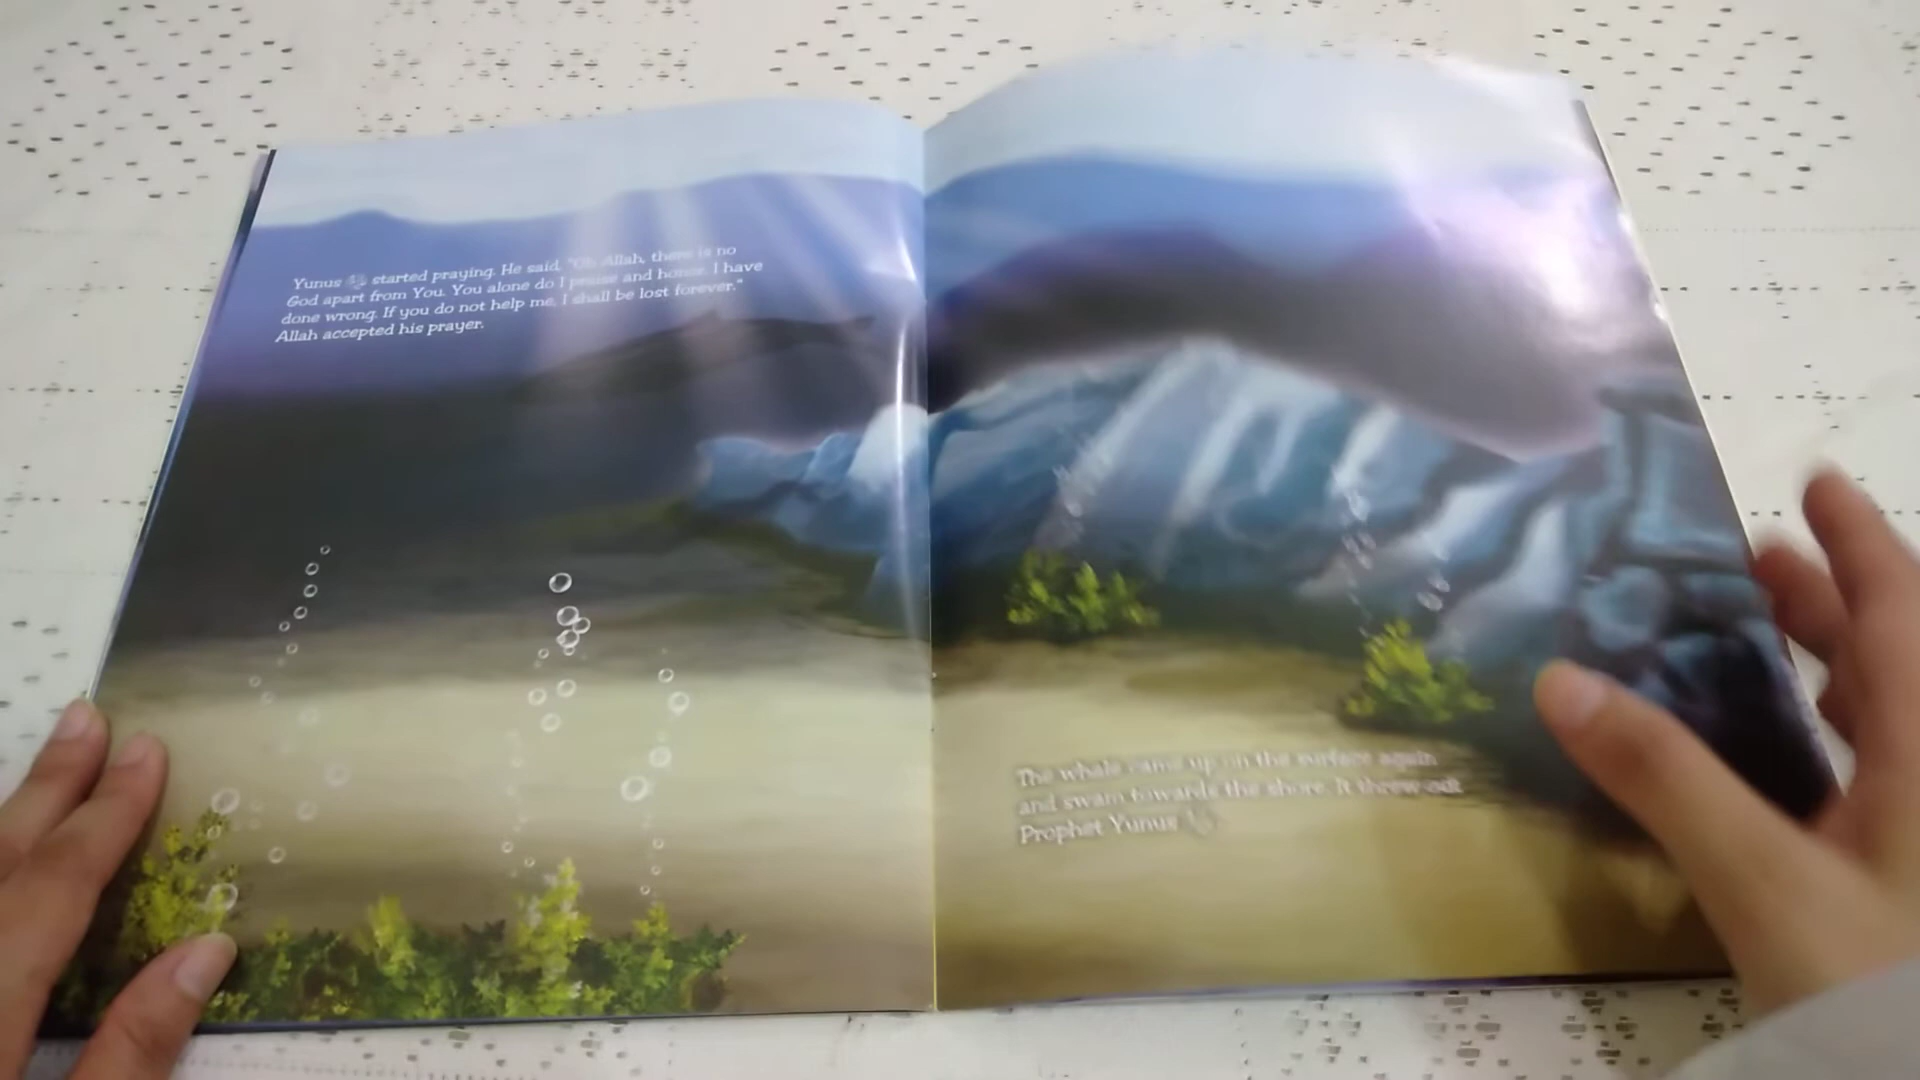 Yunus started praying. He said, "Oh Allah, there is no
God apart from You. You alone do I praise and honor. I have
done wrong. If you do not help me, I shall be lost forever."
Allah accepted his prayer.
The whale came up on the surface again
and swam towards the shore. It threw out
Prophet Yunus